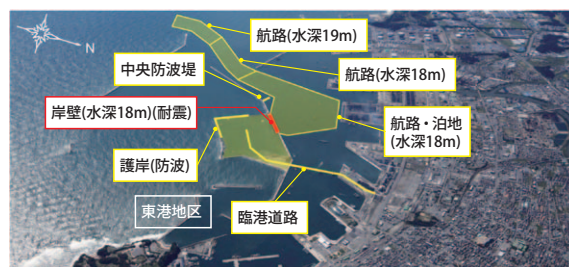 N
航路(水深19m)
中央防波堤
航路(水深18m)
岸壁(水深18m)(耐震)
航路・泊地
(水深18m)
護岸(防波)
東港地区
臨港道路